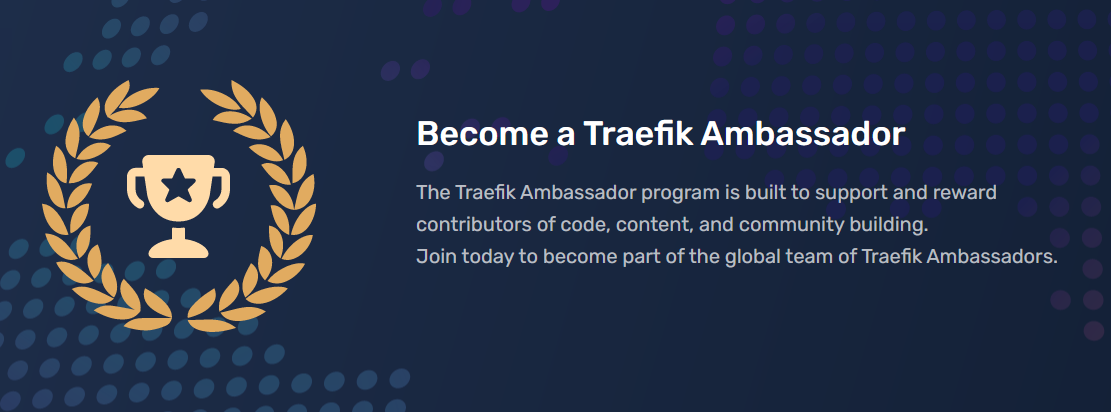 Become a Traefik Ambassador
The Traefik Ambassador program is built to support and reward
contributors of code, content, and community building.
Join today to become part of the global team of Traefik Ambassadors.